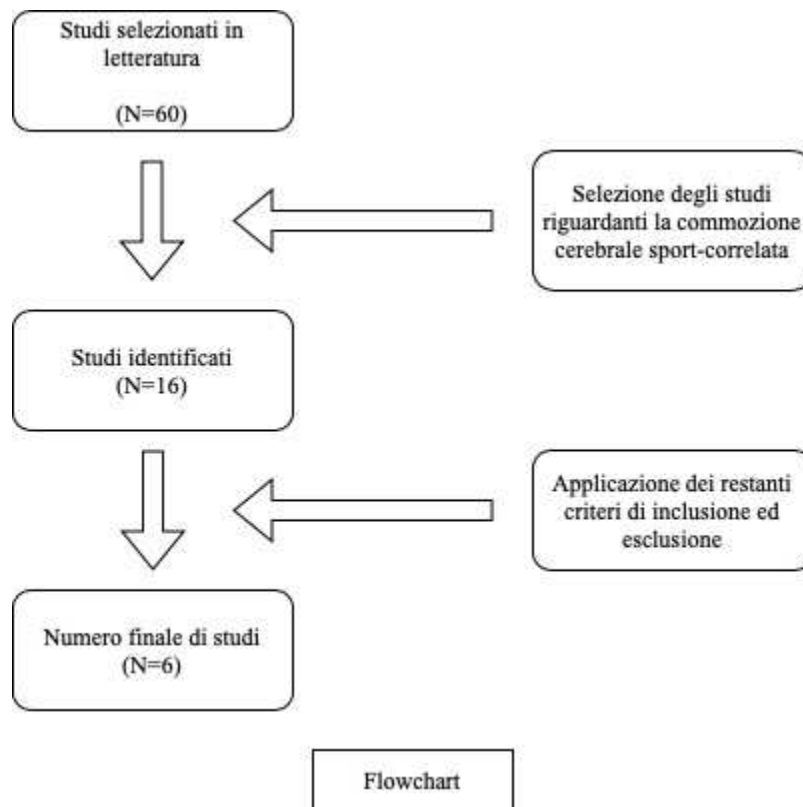 Studi selezionati in
letteratura
(N=60)
Selezione degli studi
riguardanti la commozione
cerebrale sport-correlata
Studi identificati
(N=16)
Applicazione dei restanti
criteri di inclusione ed
esclusione
Numero finale di studi
(N=6)
Flowchart